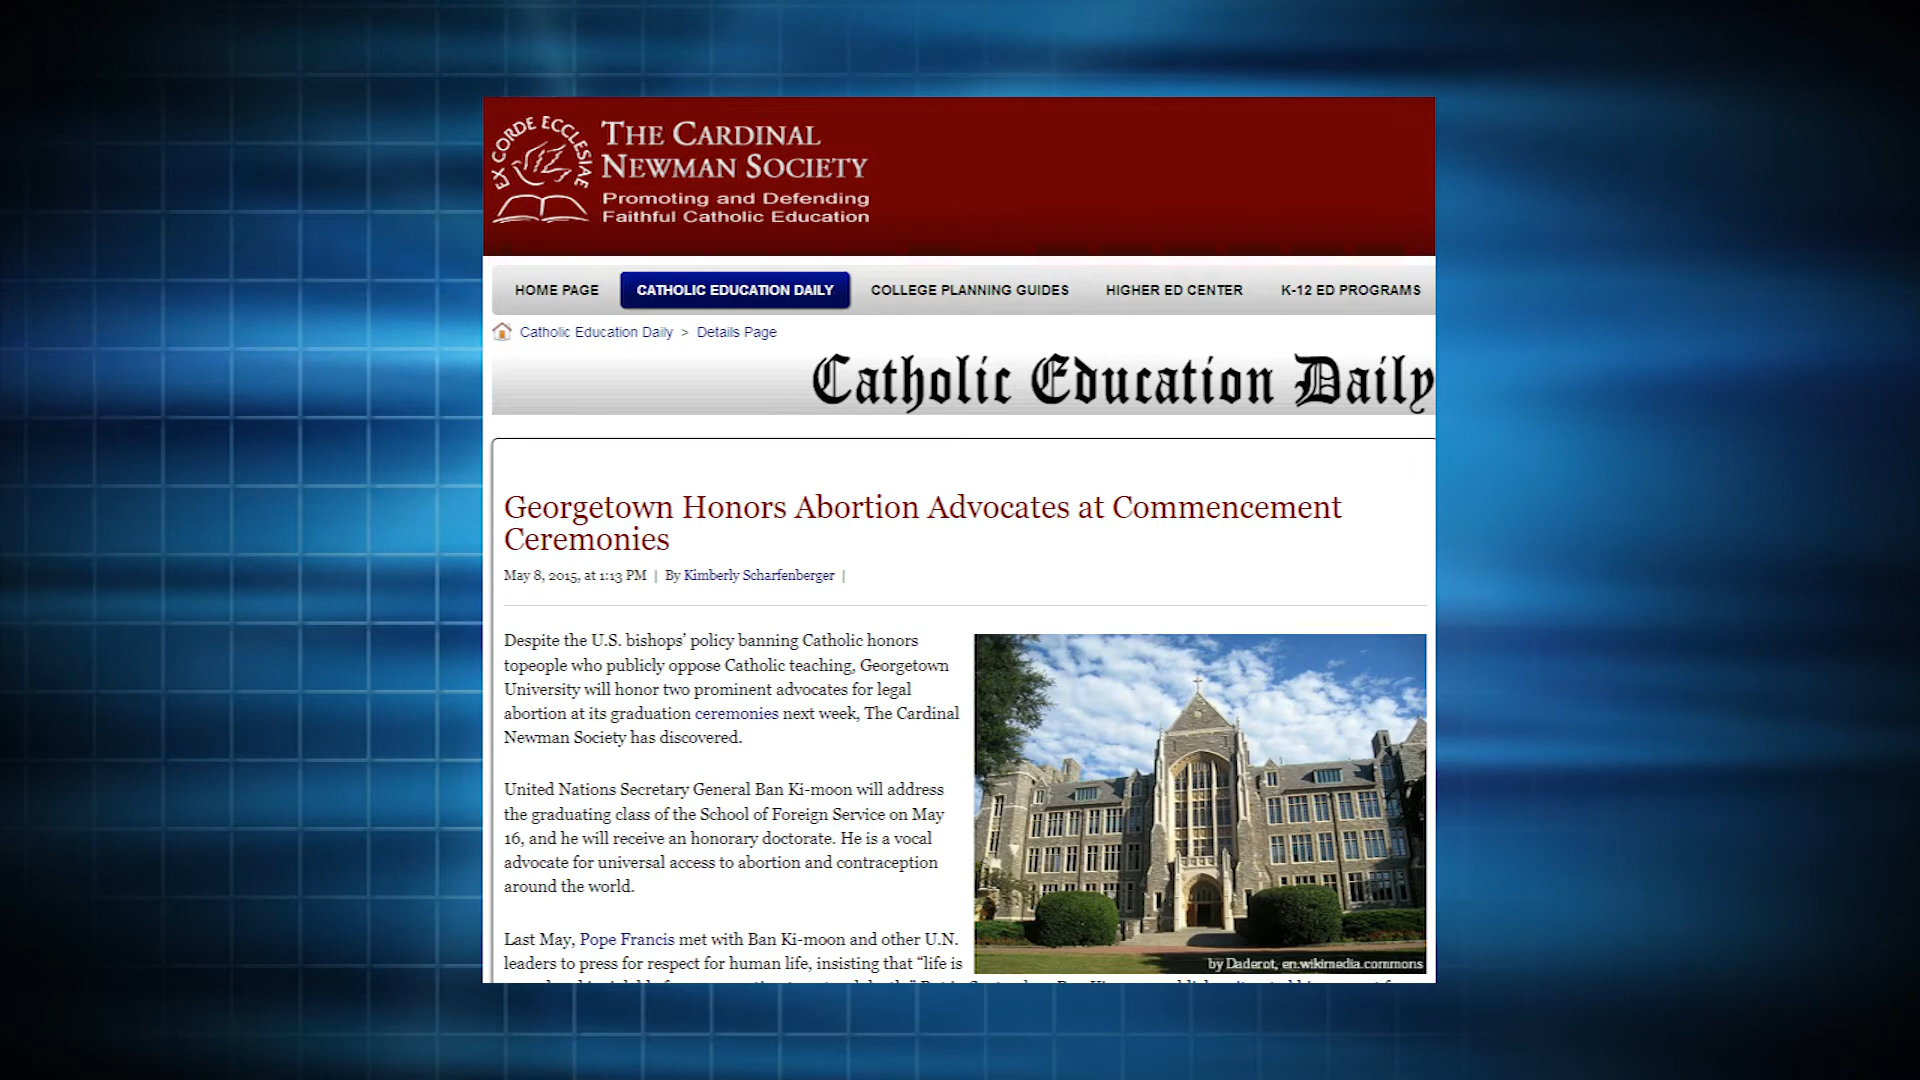 EX CORDE ECCLESIAE
THE CARDINAL
NEWMAN SOCIETY
Promoting and Defending
Faithful Catholic Education
HOME PAGE CATHOLIC EDUCATION DAILY COLLEGE PLANNING GUIDES HIGHER ED CENTER K-12 ED PROGRAMS
Catholic Education Daily > Details Page
Catholic Education Daily
Georgetown Honors Abortion Advocates at Commencement
Ceremonies
May 8, 2015, at 1:13 PM | By Kimberly Scharfenberger |
Despite the U.S. bishops’ policy banning Catholic honors
topeople who publicly oppose Catholic teaching, Georgetown
University will honor two prominent advocates for legal
abortion at its graduation ceremonies next week, The Cardinal
Newman Society has discovered.
United Nations Secretary General Ban Ki-moon will address
the graduating class of the School of Foreign Service on May
16, and he will receive an honorary doctorate. He is a vocal
advocate for universal access to abortion and contraception
around the world.
Last May, Pope Francis met with Ban Ki-moon and other U.N.
leaders to press for respect for human life, insisting that “life is
by Daderot, en.wikimedia.commons